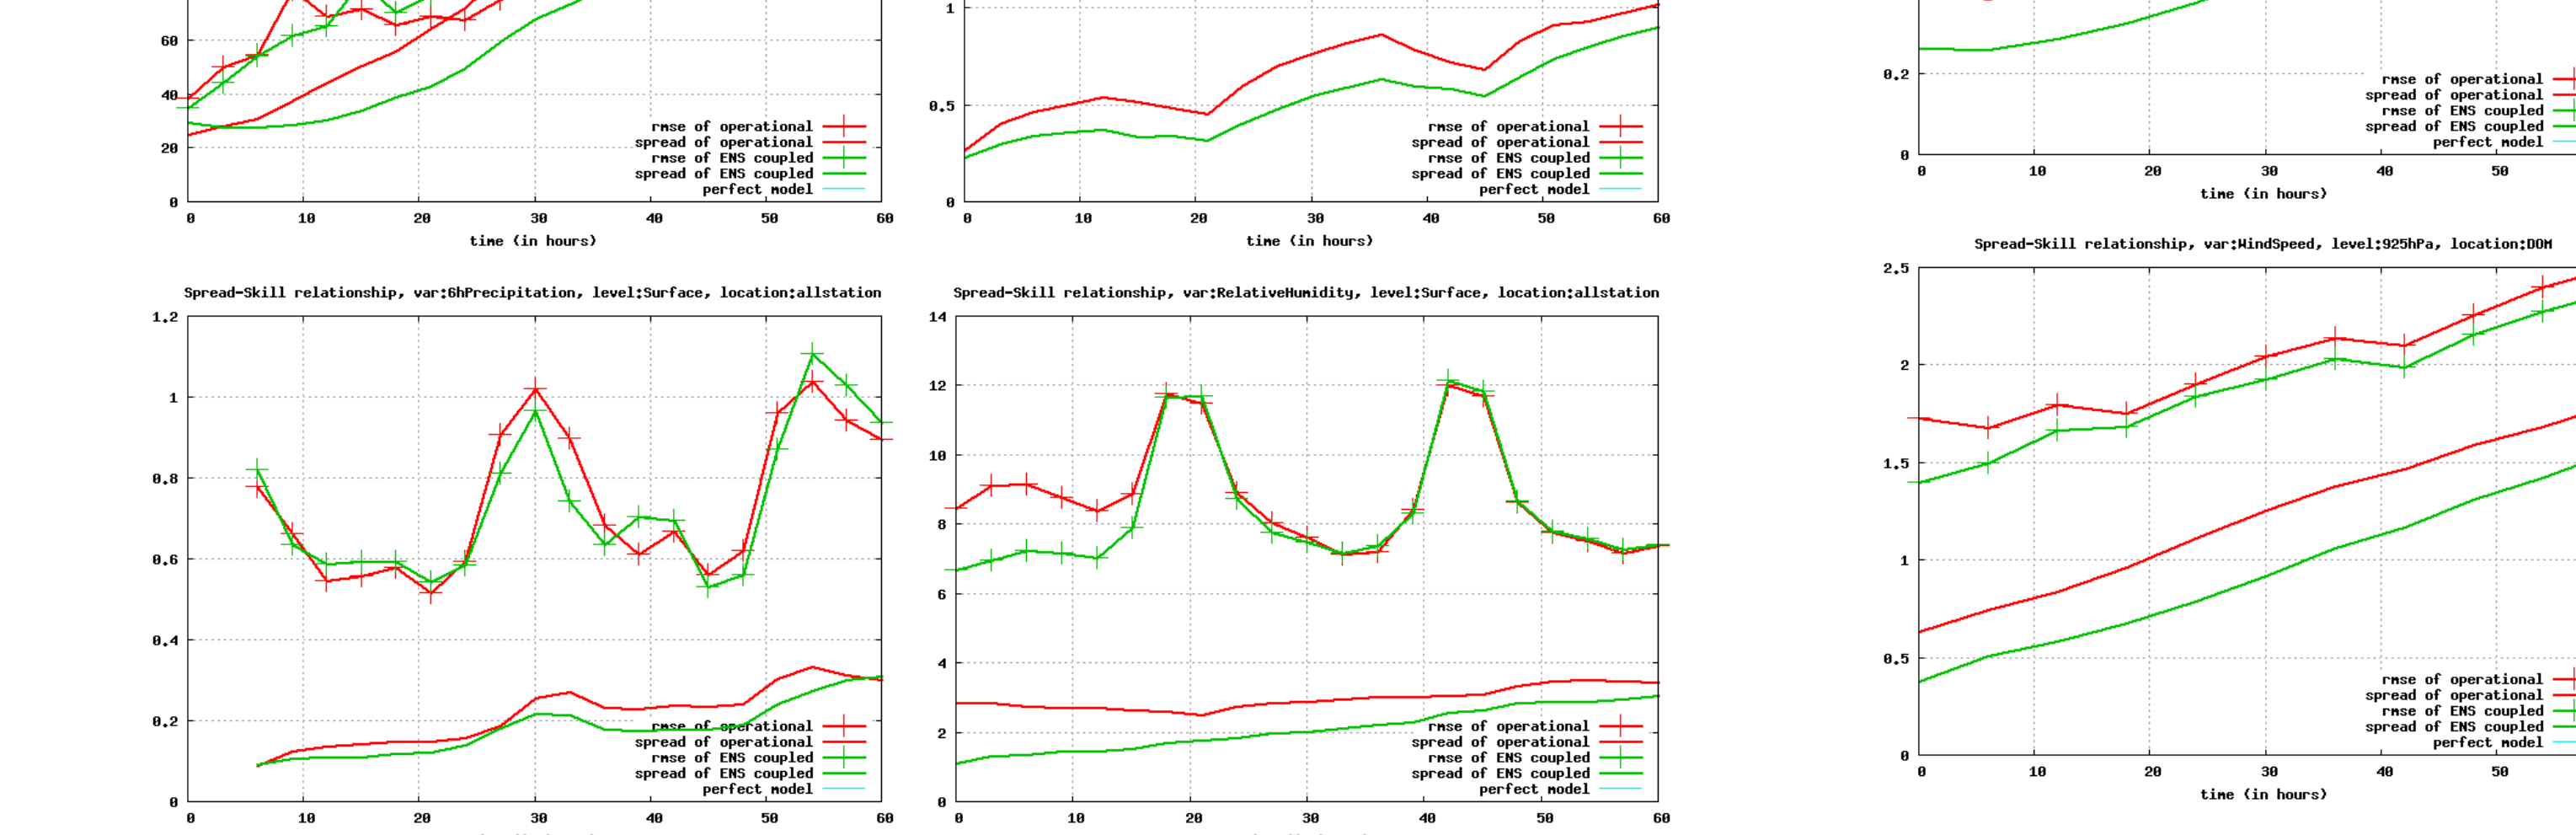 60
40
20
0
0 10 20 30 40 50 60
time (in hours)
rmse of operational
spread of operational
rmse of ENS coupled
spread of ENS coupled
perfect model
1
0.5
0
0 10 20 30 40 50 60
time (in hours)
rmse of operational
spread of operational
rmse of ENS coupled
spread of ENS coupled
perfect model
0.2
0
0 10 20 30 40 50
time (in hours)
rmse of operational
spread of operational
rmse of ENS coupled
spread of ENS coupled
perfect model
Spread-Skill relationship, var:6hPrecipitation, level:Surface, location:allstation
1.2
1
0.8
0.6
0.4
0.2
0
0 10 20 30 40 50 60
rmse of operational
spread of operational
rmse of ENS coupled
spread of ENS coupled
perfect model
Spread-Skill relationship, var:RelativeHumidity, level:Surface, location:allstation
14
12
10
8
6
4
2
0
0 10 20 30 40 50 60
rmse of operational
spread of operational
rmse of ENS coupled
spread of ENS coupled
perfect model
Spread-Skill relationship, var:WindSpeed, level:925hPa, location:DOM
2.5
2
1.5
1
0.5
0
0 10 20 30 40 50
time (in hours)
rmse of operational
spread of operational
rmse of ENS coupled
spread of ENS coupled
perfect model